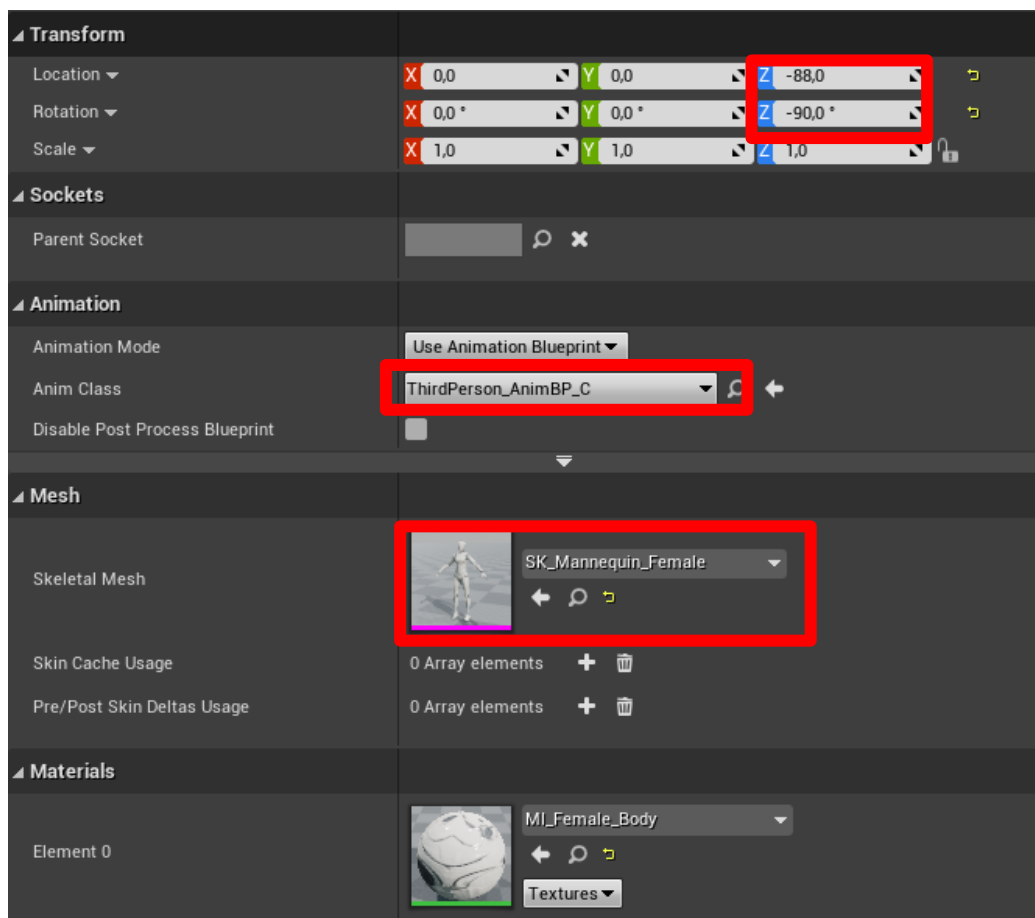 Transform
Location X 0,0 Y 0,0 Z -88,0
Rotation X 0,0 ° Y 0,0 ° Z -90,0 °
Scale X 1,0 Y 1,0 Z 1,0
Sockets
Parent Socket
Animation
Animation Mode Use Animation Blueprint
Anim Class ThirdPerson_AnimBP_C
Disable Post Process Blueprint
Mesh
SK_Mannequin_Female
Skeletal Mesh
Skin Cache Usage 0 Array elements
Pre/Post Skin Deltas Usage 0 Array elements
Materials
MI_Female_Body
Element 0
Textures